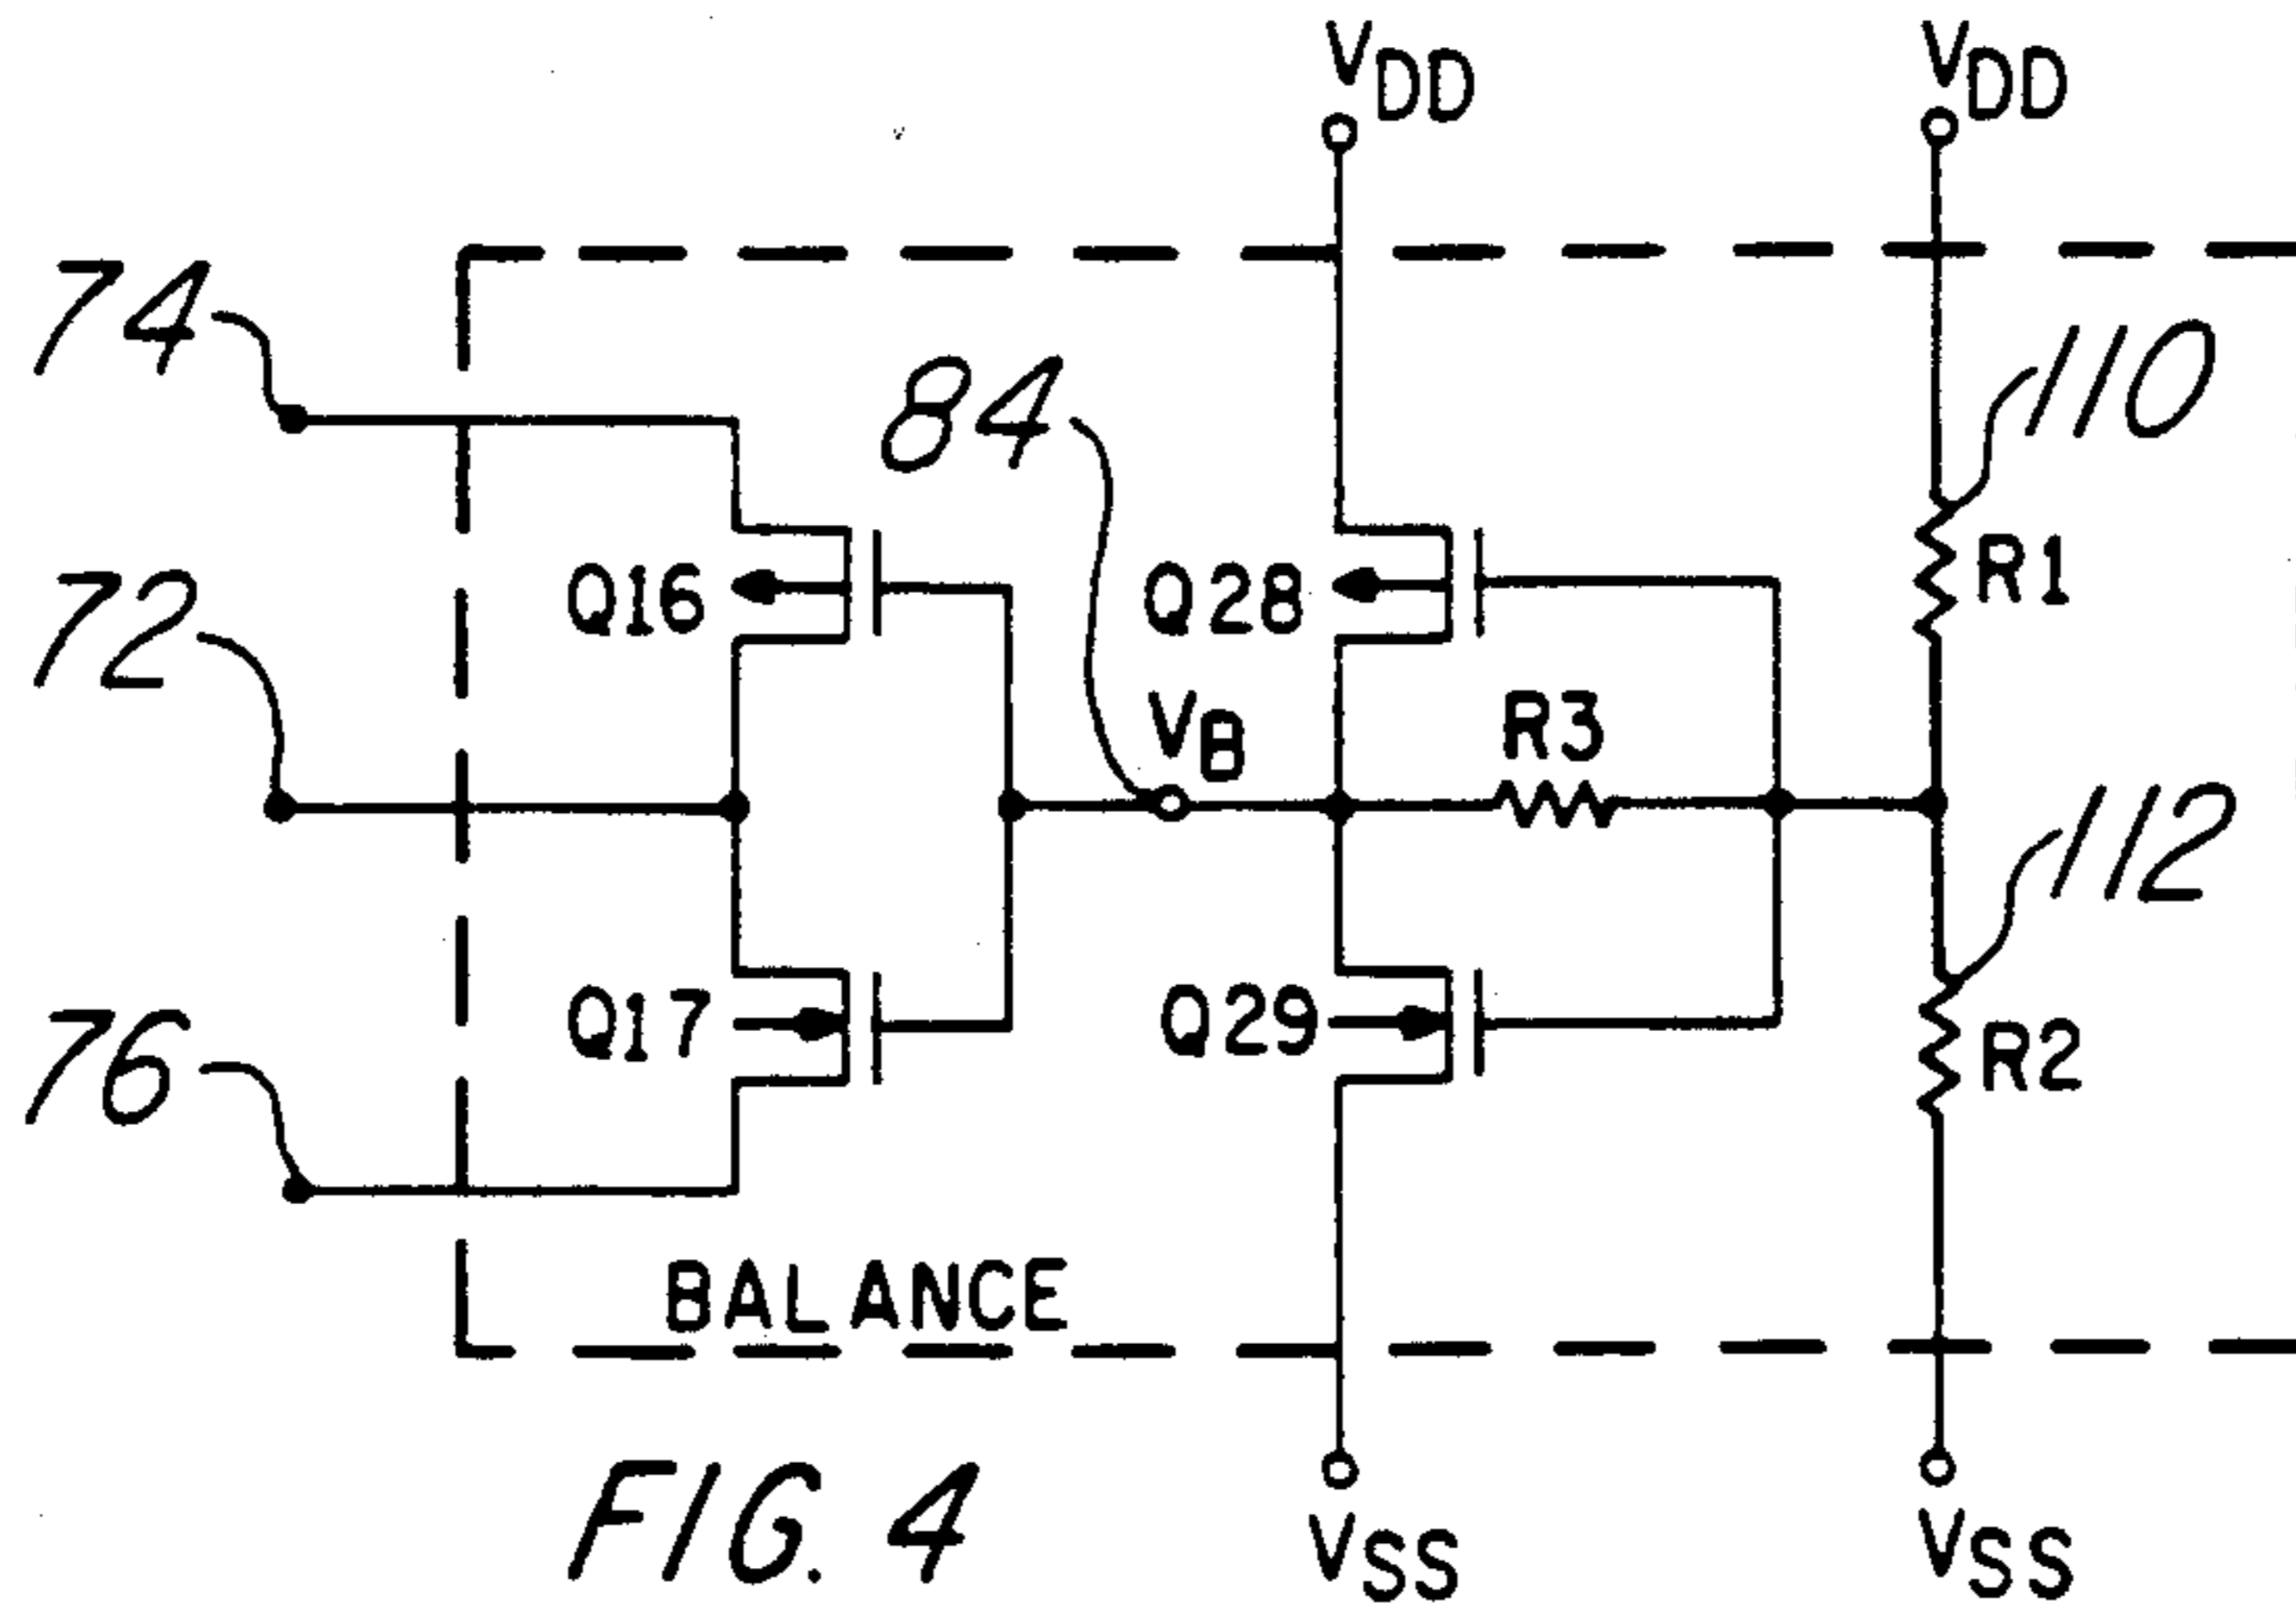 VDD
VDD
74
84
110
Q16
Q28
R1
72
VB
R3
112
76
Q17
Q29
R2
BALANCE
FIG. 4
VSS
VSS